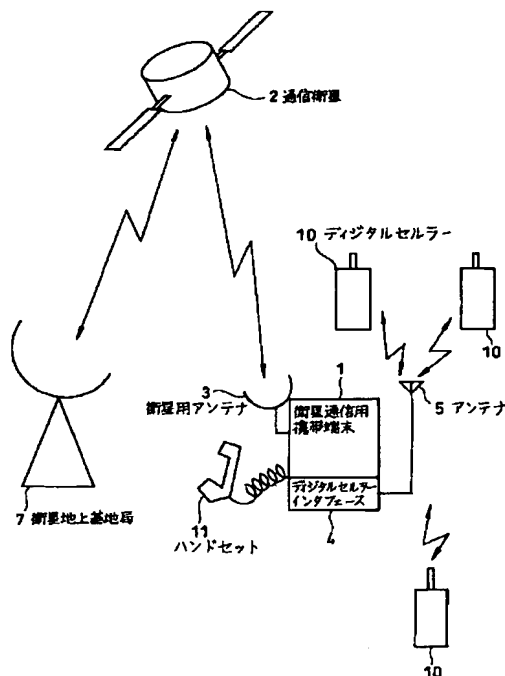 2 通信衛星
10 ディジタルセルラー
10
3
衛星用アンテナ
1
衛星通信用
携帯端末
5 アンテナ
ディジタルセルラー
インタフェース
4
11
ハンドセット
7 衛星地上基地局
10